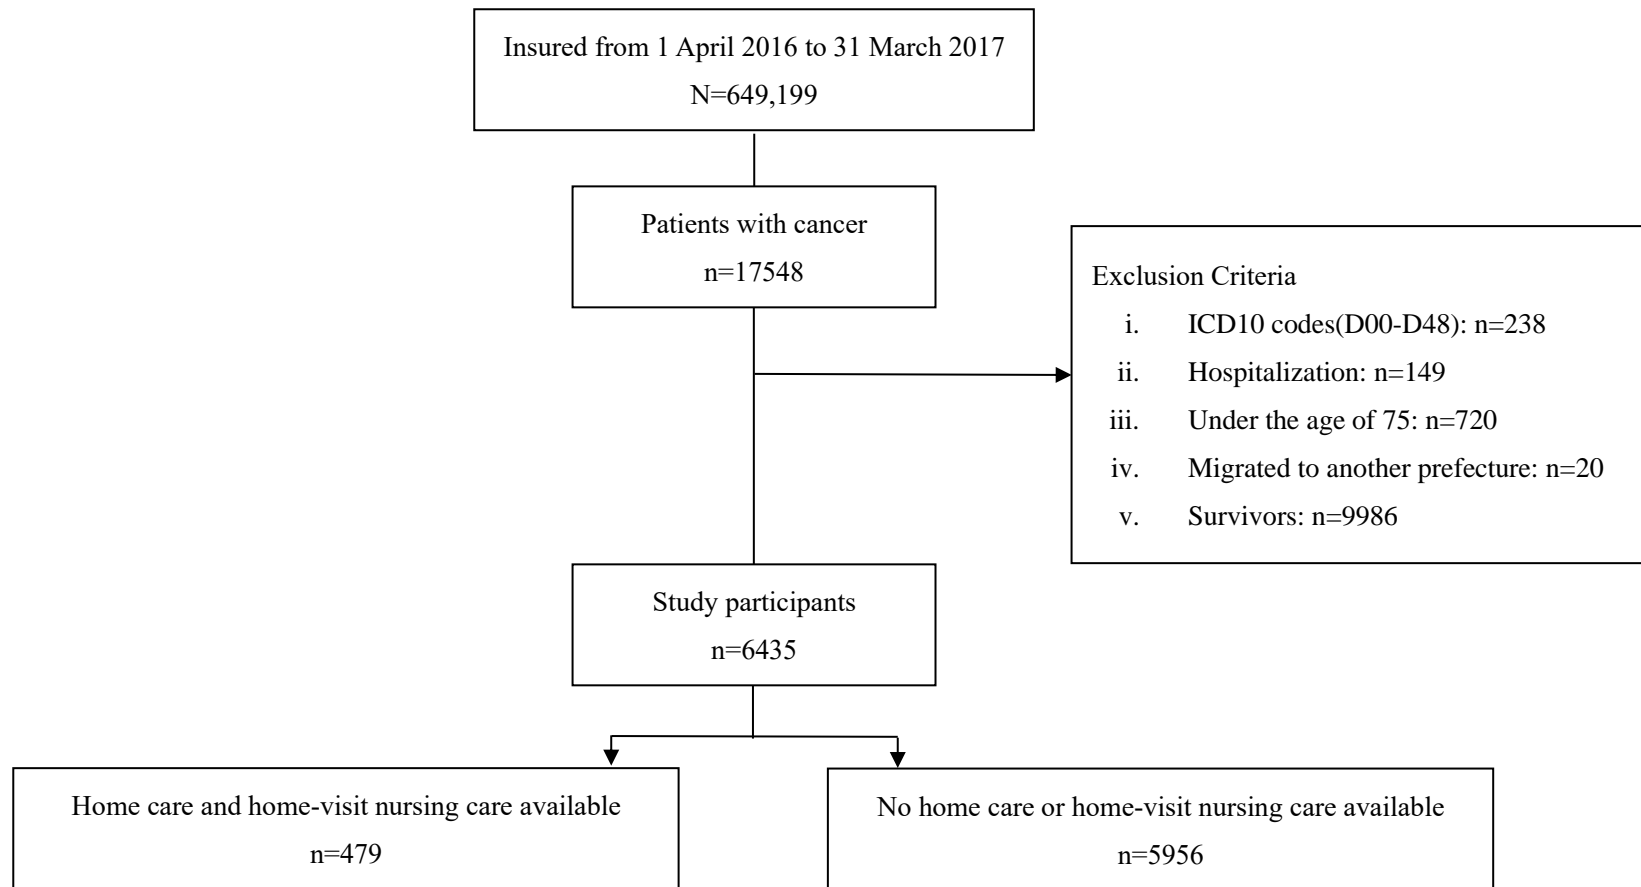 Insured from 1 April 2016 to 31 March 2017
N=649,199
Patients with cancer
n=17548
Exclusion Criteria
i. ICD10 codes(D00-D48): n=238
ii. Hospitalization: n=149
iii. Under the age of 75: n=720
iv. Migrated to another prefecture: n=20
v. Survivors: n=9986
Study participants
n=6435
Home care and home-visit nursing care available
n=479
No home care or home-visit nursing care available
n=5956